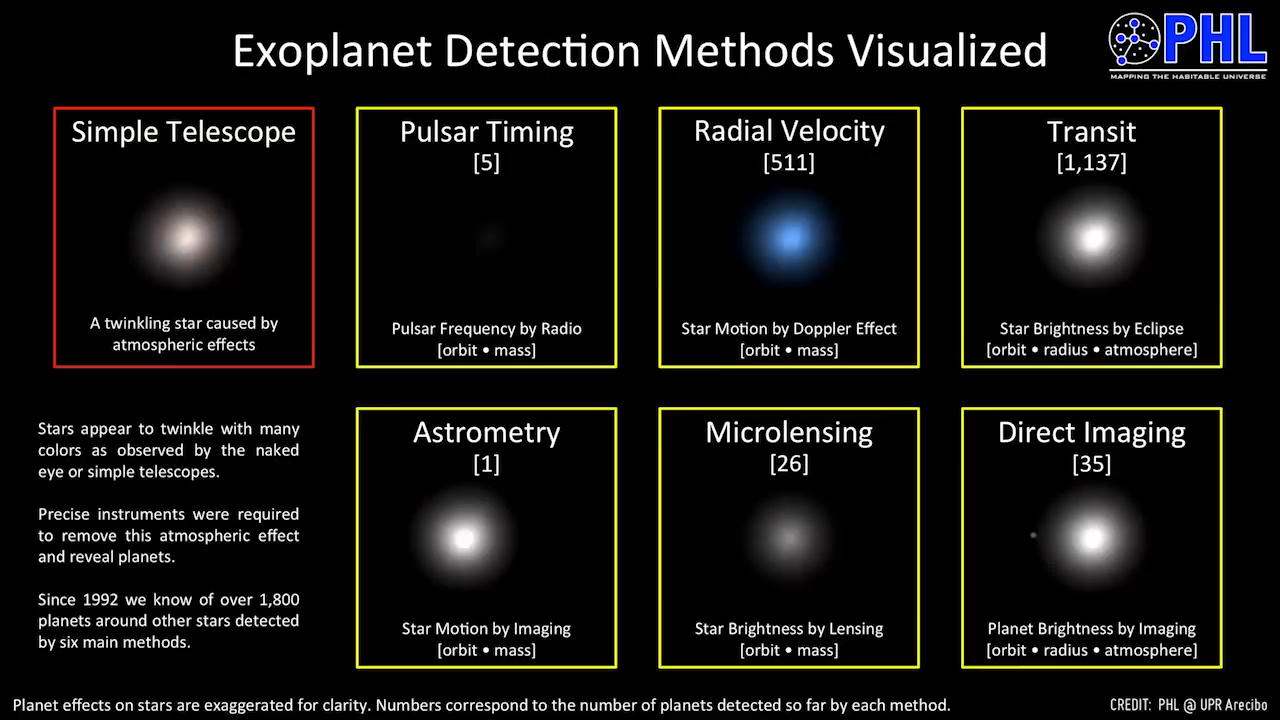 Exoplanet Detection Methods Visualized
PHL
MAPPING THE HABITABLE UNIVERSE
Simple Telescope
A twinkling star caused by
atmospheric effects
Pulsar Timing
[5]
Pulsar Frequency by Radio
[orbit • mass]
Radial Velocity
[511]
Star Motion by Doppler Effect
[orbit • mass]
Transit
[1,137]
Star Brightness by Eclipse
[orbit • radius • atmosphere]
Stars appear to twinkle with many
colors as observed by the naked
eye or simple telescopes.
Precise instruments were required
to remove this atmospheric effect
and reveal planets.
Since 1992 we know of over 1,800
planets around other stars detected
by six main methods.
Astrometry
[1]
Star Motion by Imaging
[orbit • mass]
Microlensing
[26]
Star Brightness by Lensing
[orbit • mass]
Direct Imaging
[35]
Planet Brightness by Imaging
[orbit • radius • atmosphere]
Planet effects on stars are exaggerated for clarity. Numbers correspond to the number of planets detected so far by each method.
CREDIT: PHL @ UPR Arecibo